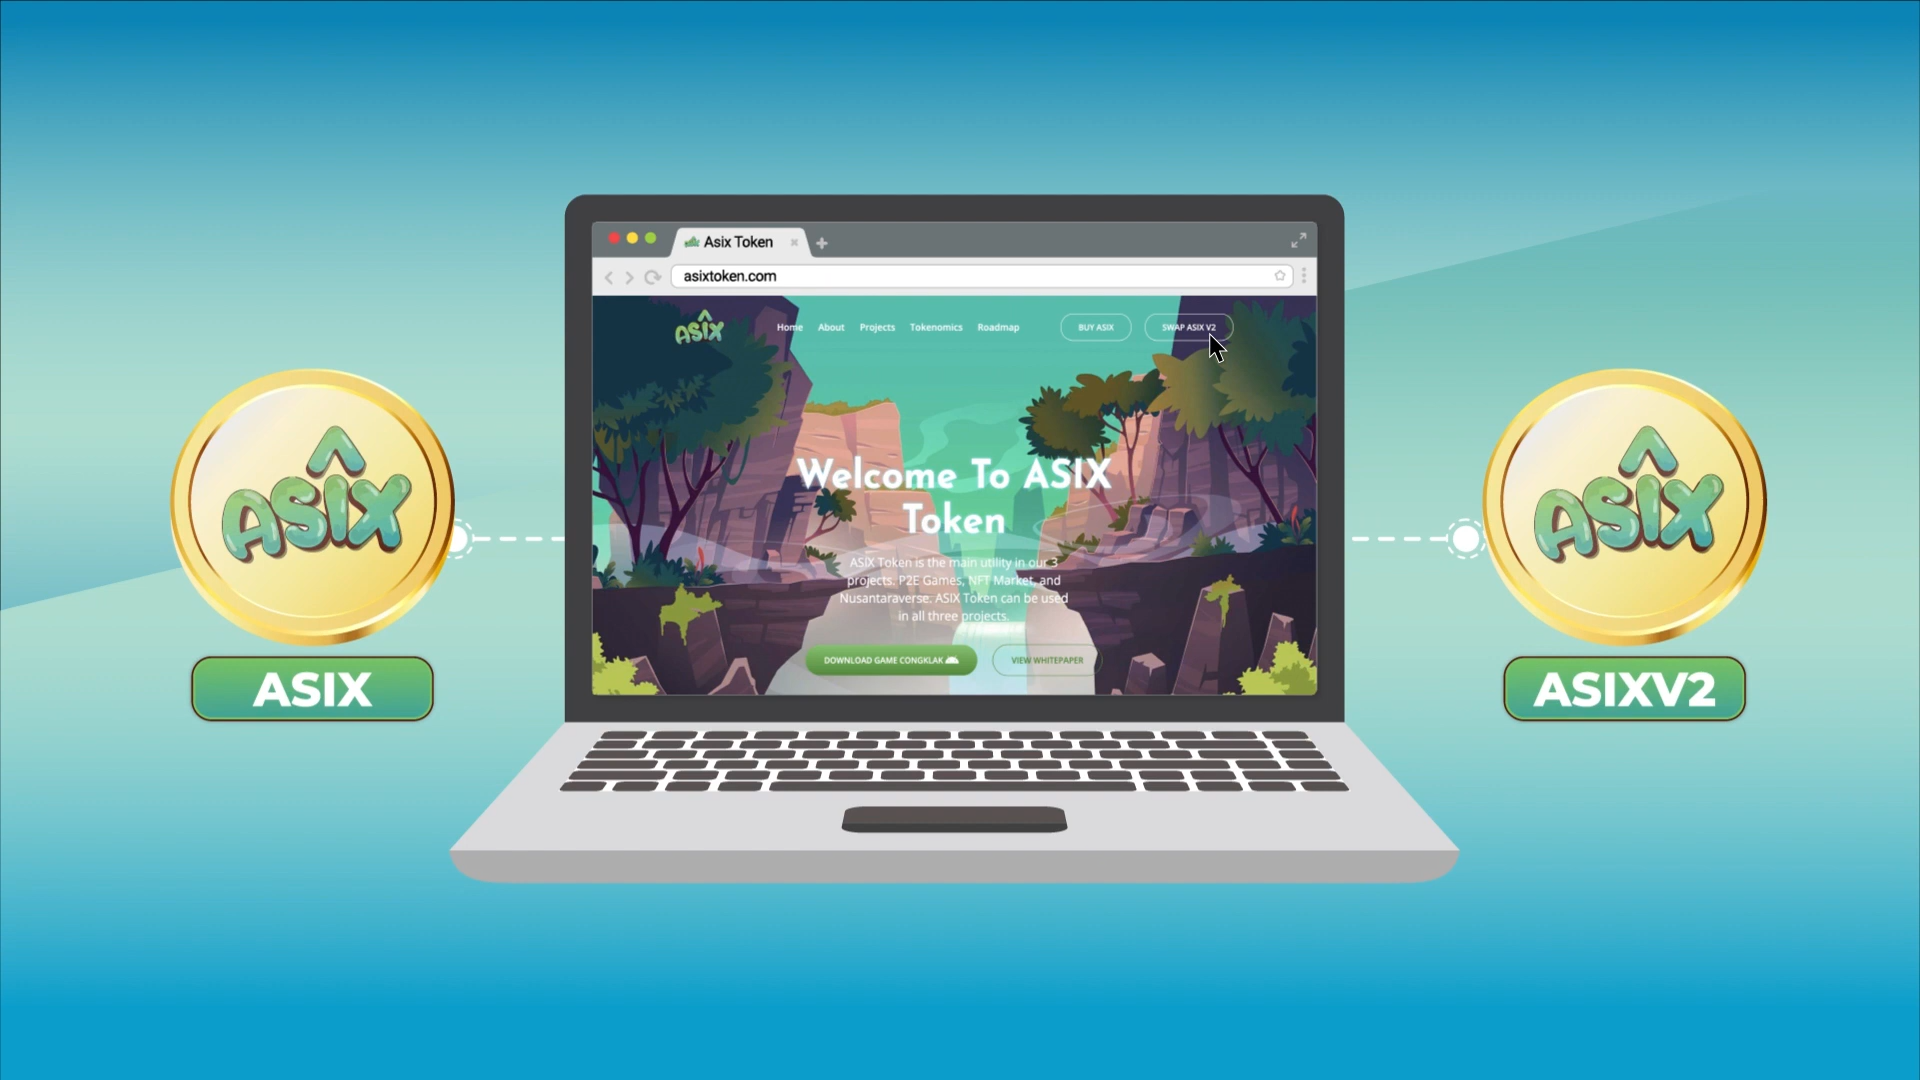 Asix Token
asixtoken.com
ASIX
Home About Projects Tokenomics Roadmap BUY ASIX SWAP ASIX V2
Welcome To ASIX
Token
ASIX Token is the main utility in our 3
projects. P2E Games, NFT Market, and
Nusantaraverse. ASIX Token can be used
in all three projects.
DOWNLOAD GAME CONGKLAK VIEW WHITEPAPER
ASIX
ASIX
ASIX
ASIXV2